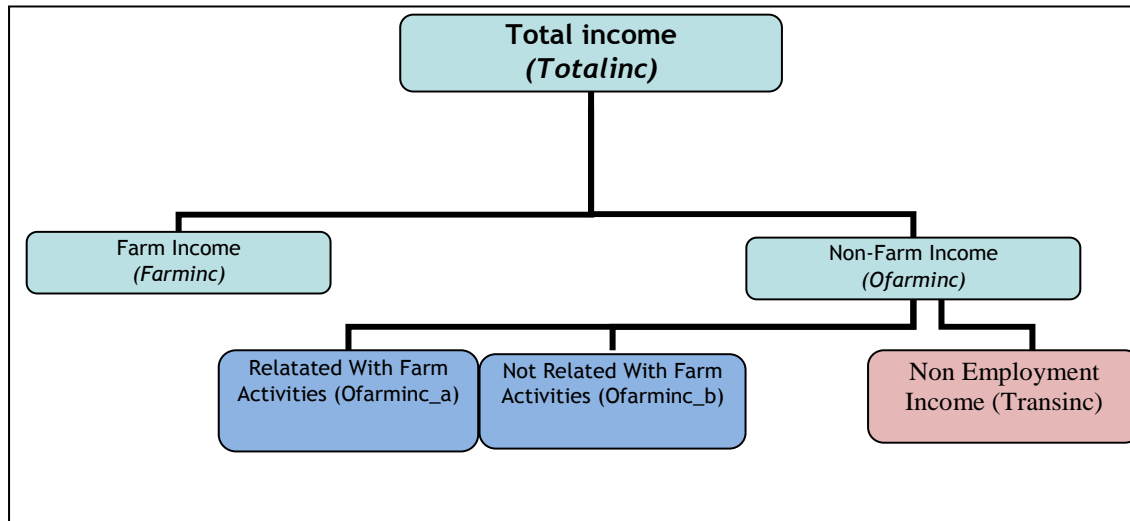 Total income
(Totalinc)
Farm Income
(Farminc)
Non-Farm Income
(Ofarminc)
Relatated With Farm
Activities (Ofarminc_a)
Not Related With Farm
Activities (Ofarminc_b)
Non Employment
Income (Transinc)